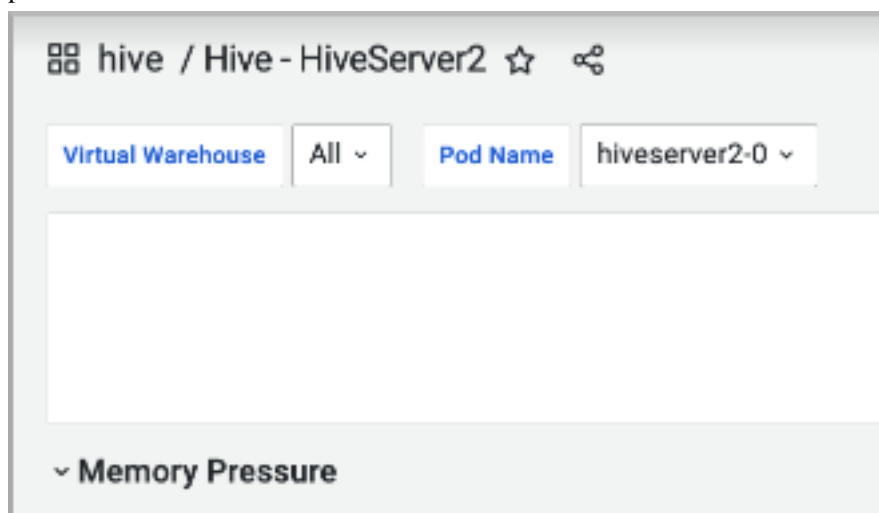 hive / Hive - HiveServer2
Virtual Warehouse All Pod Name hiveserver2-0
Memory Pressure